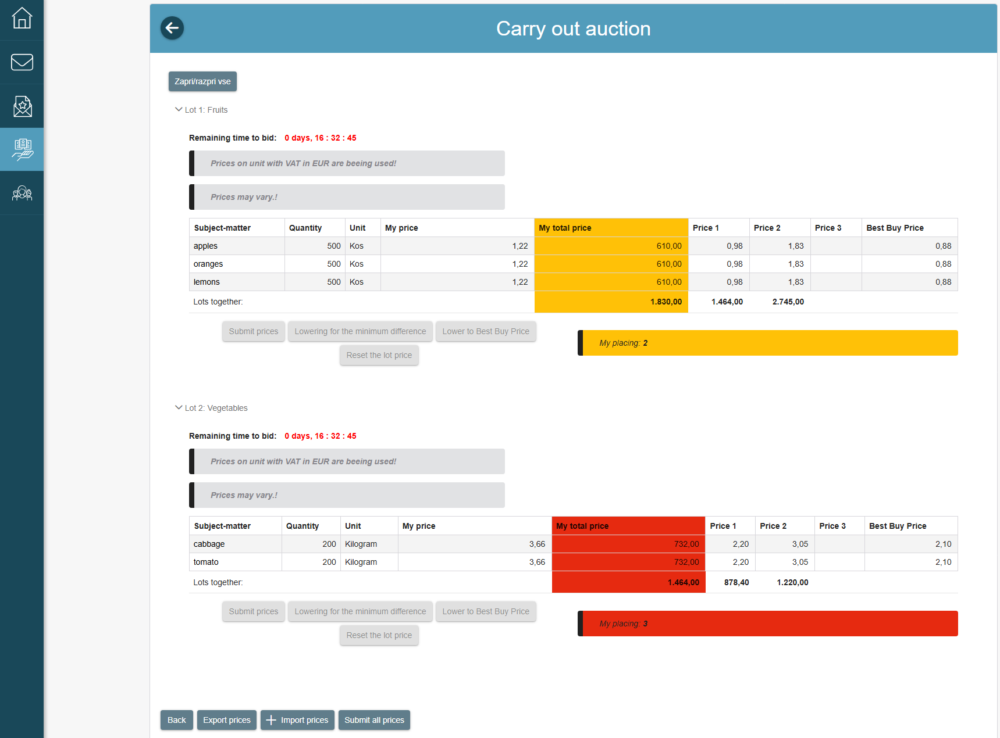 Carry out auction
Zapri/razpri vse
Lot 1: Fruits
Remaining time to bid: 0 days, 16 : 32 : 45
Prices on unit with VAT in EUR are beeing used!
Prices may vary.!
Subject-matter Quantity Unit My price My total price Price 1 Price 2 Price 3 Best Buy Price
apples 500 Kos 1,22 610,00 0,98 1,83 0,88
oranges 500 Kos 1,22 610,00 0,98 1,83 0,88
lemons 500 Kos 1,22 610,00 0,98 1,83 0,88
Lots together: 1.830,00 1.464,00 2.745,00
Submit prices Lowering for the minimum difference Lower to Best Buy Price
My placing: 2
Reset the lot price
Lot 2: Vegetables
Remaining time to bid: 0 days, 16 : 32 : 45
Prices on unit with VAT in EUR are beeing used!
Prices may vary.!
Subject-matter Quantity Unit My price My total price Price 1 Price 2 Price 3 Best Buy Price
cabbage 200 Kilogram 3,66 732,00 2,20 3,05 2,10
tomato 200 Kilogram 3,66 732,00 2,20 3,05 2,10
Lots together: 1.464,00 878,40 1.220,00
Submit prices Lowering for the minimum difference Lower to Best Buy Price
My placing: 3
Reset the lot price
Back Export prices Import prices Submit all prices